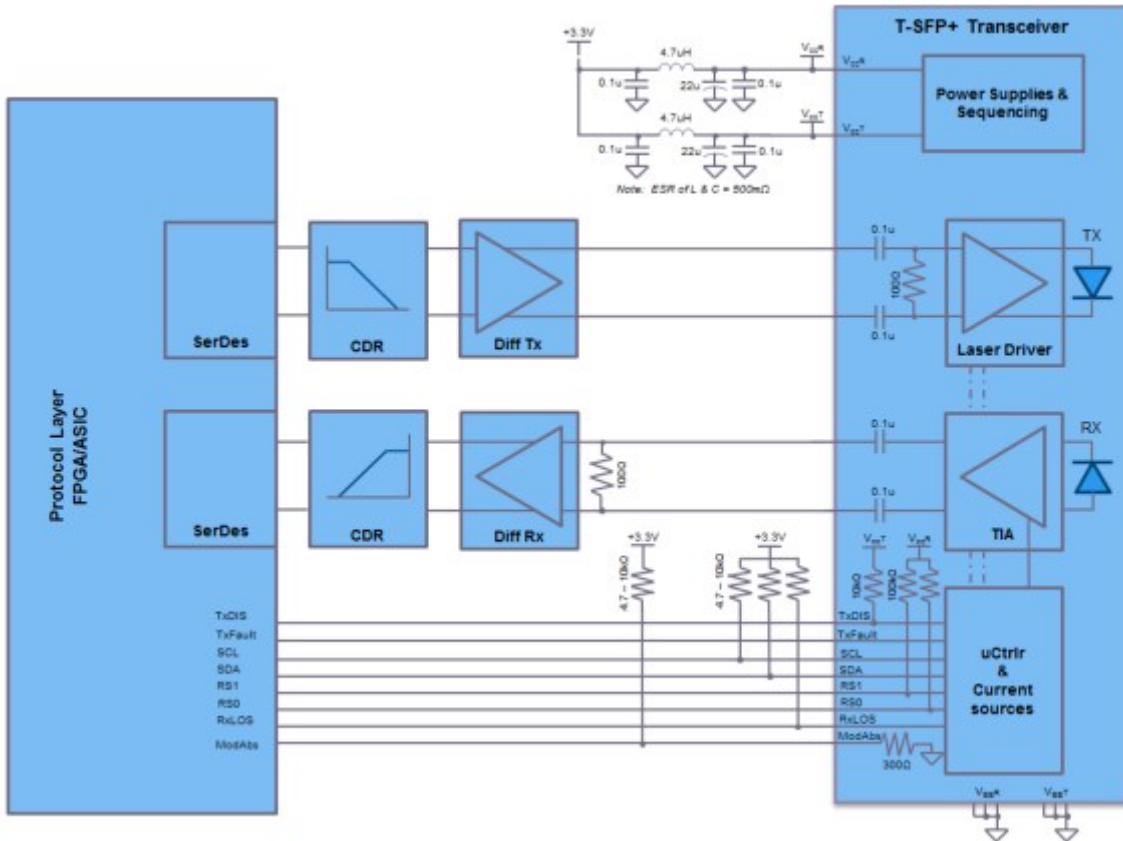 T-SFP+ Transceiver
+3.3V
4.7uH
0.1u
22u
0.1u
VccR
VccR
Power Supplies &
Sequencing
4.7uH
0.1u
22u
0.1u
VccT
VccT
Note: ESR of L & C = 500mΩ
Protocol Layer
FPGA/ASIC
SerDes
CDR
Diff Tx
0.1u
0.1u
100Ω
Laser Driver
TX
SerDes
CDR
Diff Rx
100Ω
0.1u
0.1u
TIA
RX
+3.3V
4.7 – 10kΩ
+3.3V
4.7 – 10kΩ
VccT
10kΩ
VccR
100kΩ
TxDIS
TxFault
SCL
SDA
RS1
RS0
RxLOS
ModAbs
TxDIS
TxFault
SCL
SDA
RS1
RS0
RxLOS
ModAbs
300Ω
uCtrlr
&
Current
sources